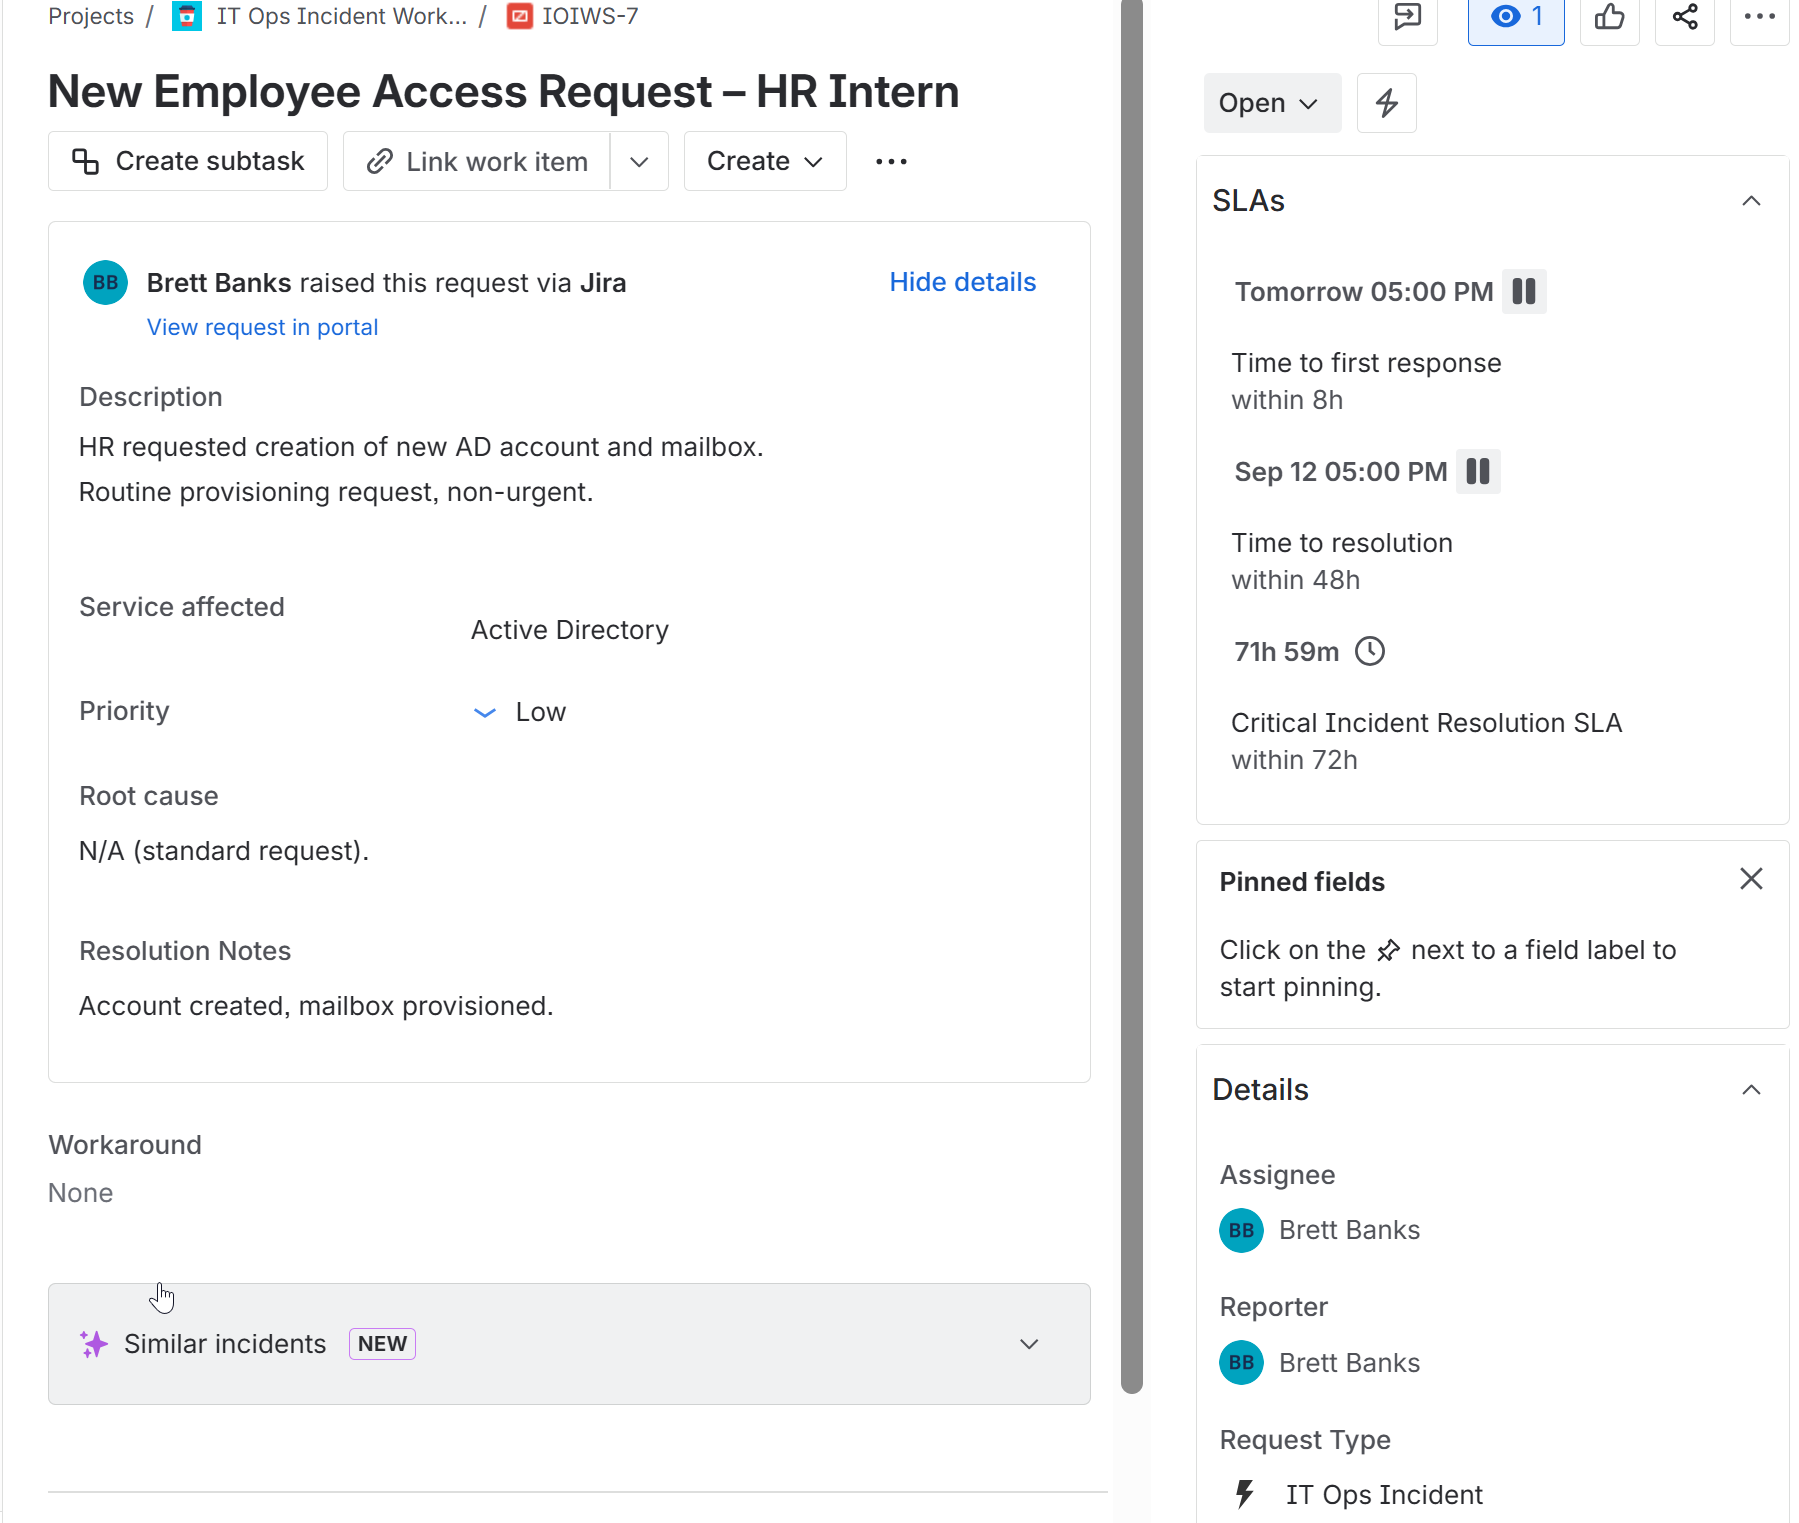 Projects / IT Ops Incident Work... / IOIWS-7
New Employee Access Request – HR Intern
Create subtask
Link work item
Create
BB Brett Banks raised this request via Jira
Hide details
View request in portal
Description
HR requested creation of new AD account and mailbox.
Routine provisioning request, non-urgent.
Service affected
Active Directory
Priority
Low
Root cause
N/A (standard request).
Resolution Notes
Account created, mailbox provisioned.
Workaround
None
Similar incidents NEW
1
Open
SLAs
Tomorrow 05:00 PM
Time to first response
within 8h
Sep 12 05:00 PM
Time to resolution
within 48h
71h 59m
Critical Incident Resolution SLA
within 72h
Pinned fields
Click on the next to a field label to
start pinning.
Details
Assignee
BB Brett Banks
Reporter
BB Brett Banks
Request Type
IT Ops Incident